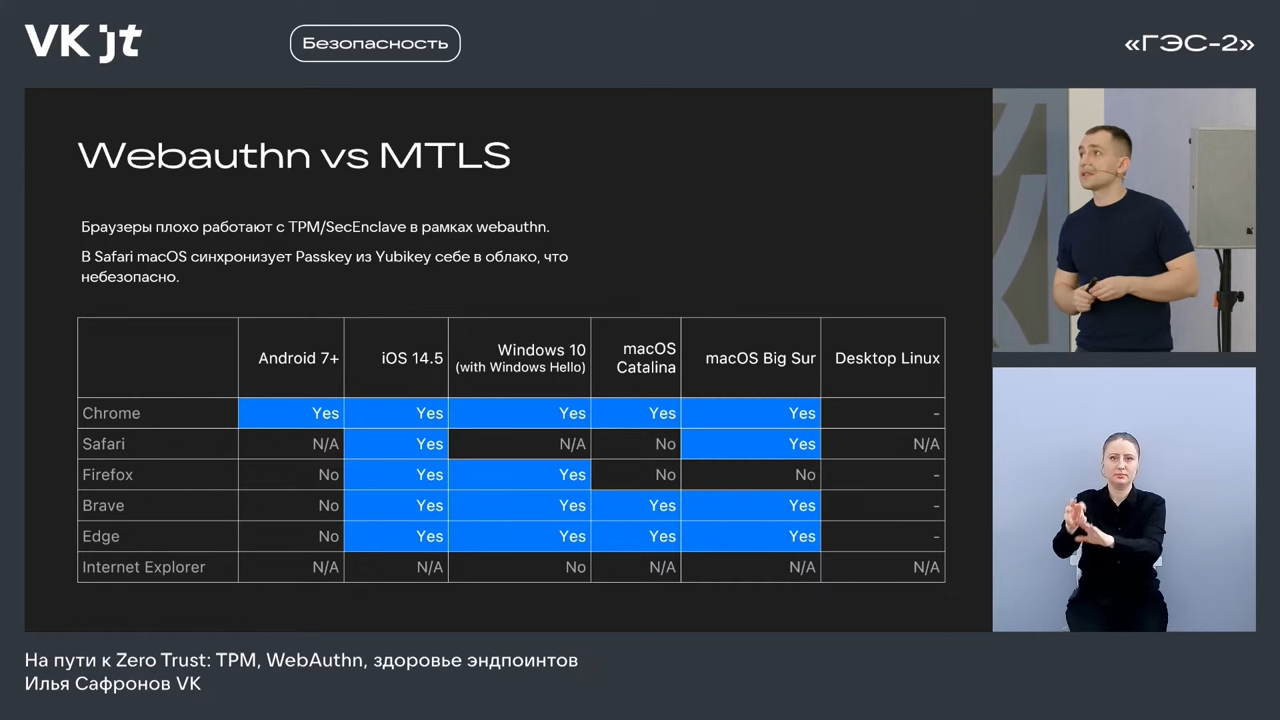 VK jt
Безопасность
«ГЭС-2»
Webauthn vs MTLS
Браузеры плохо работают с TPM/SecEnclave в рамках webauthn.
В Safari macOS синхронизует Passkey из Yubikey себе в облако, что
небезопасно.
Android 7+ iOS 14.5 Windows 10 (with Windows Hello) macOS Catalina macOS Big Sur Desktop Linux
Chrome Yes Yes Yes Yes Yes -
Safari N/A Yes N/A No Yes N/A
Firefox No Yes Yes No No -
Brave No Yes Yes Yes Yes -
Edge No Yes Yes Yes Yes -
Internet Explorer N/A N/A No N/A N/A N/A
На пути к Zero Trust: TPM, WebAuthn, здоровье эндпоинтов
Илья Сафронов VK